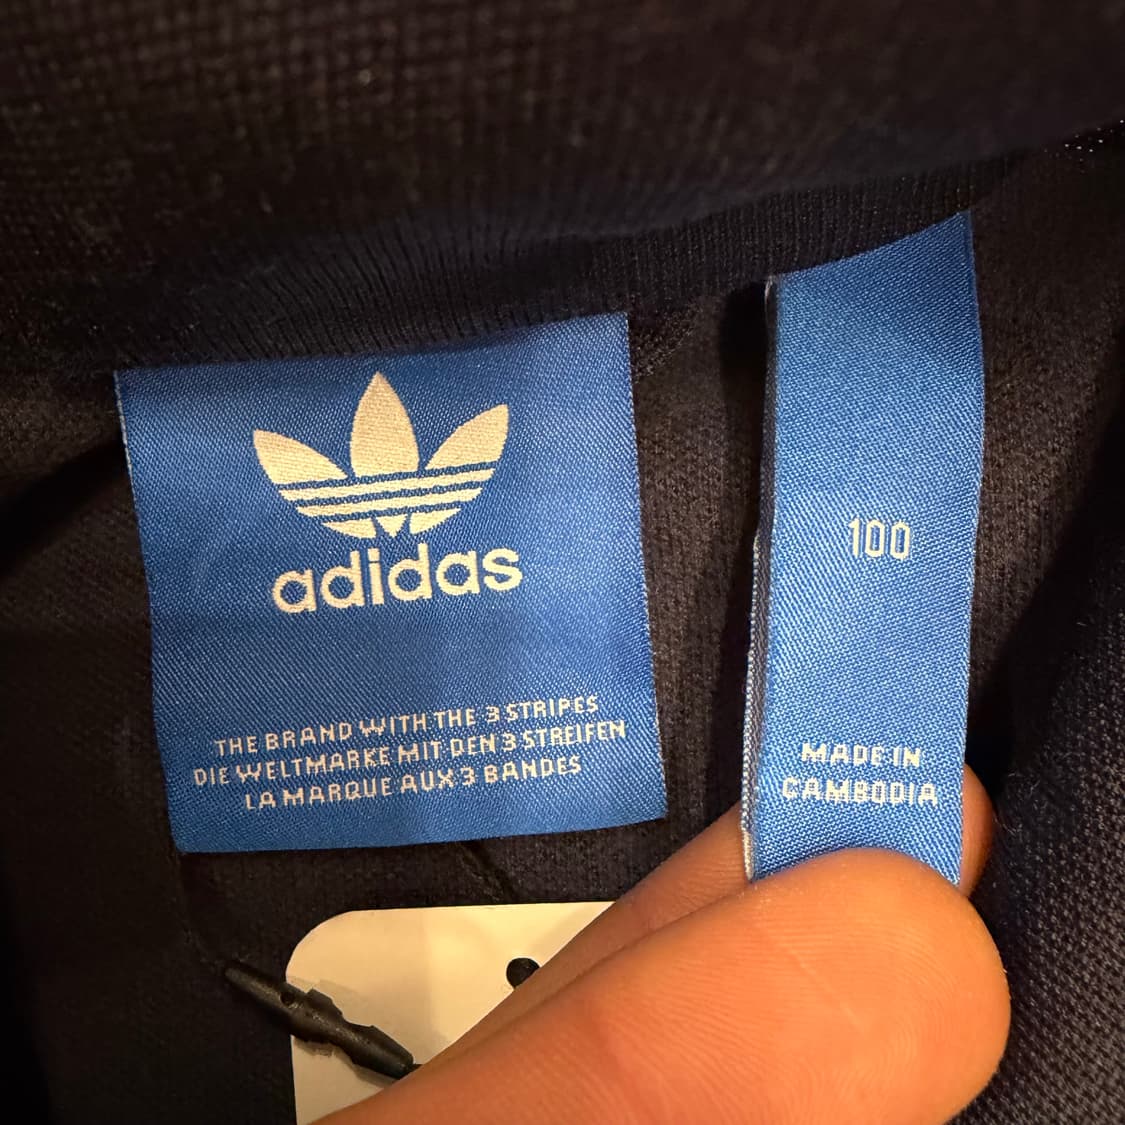 adidas
THE BRAND WITH THE 3 STRIPES
DIE WELTMARKE MIT DEN 3 STREIFEN
LA MARQUE AUX 3 BANDES
100
MADE IN
CAMBODIA